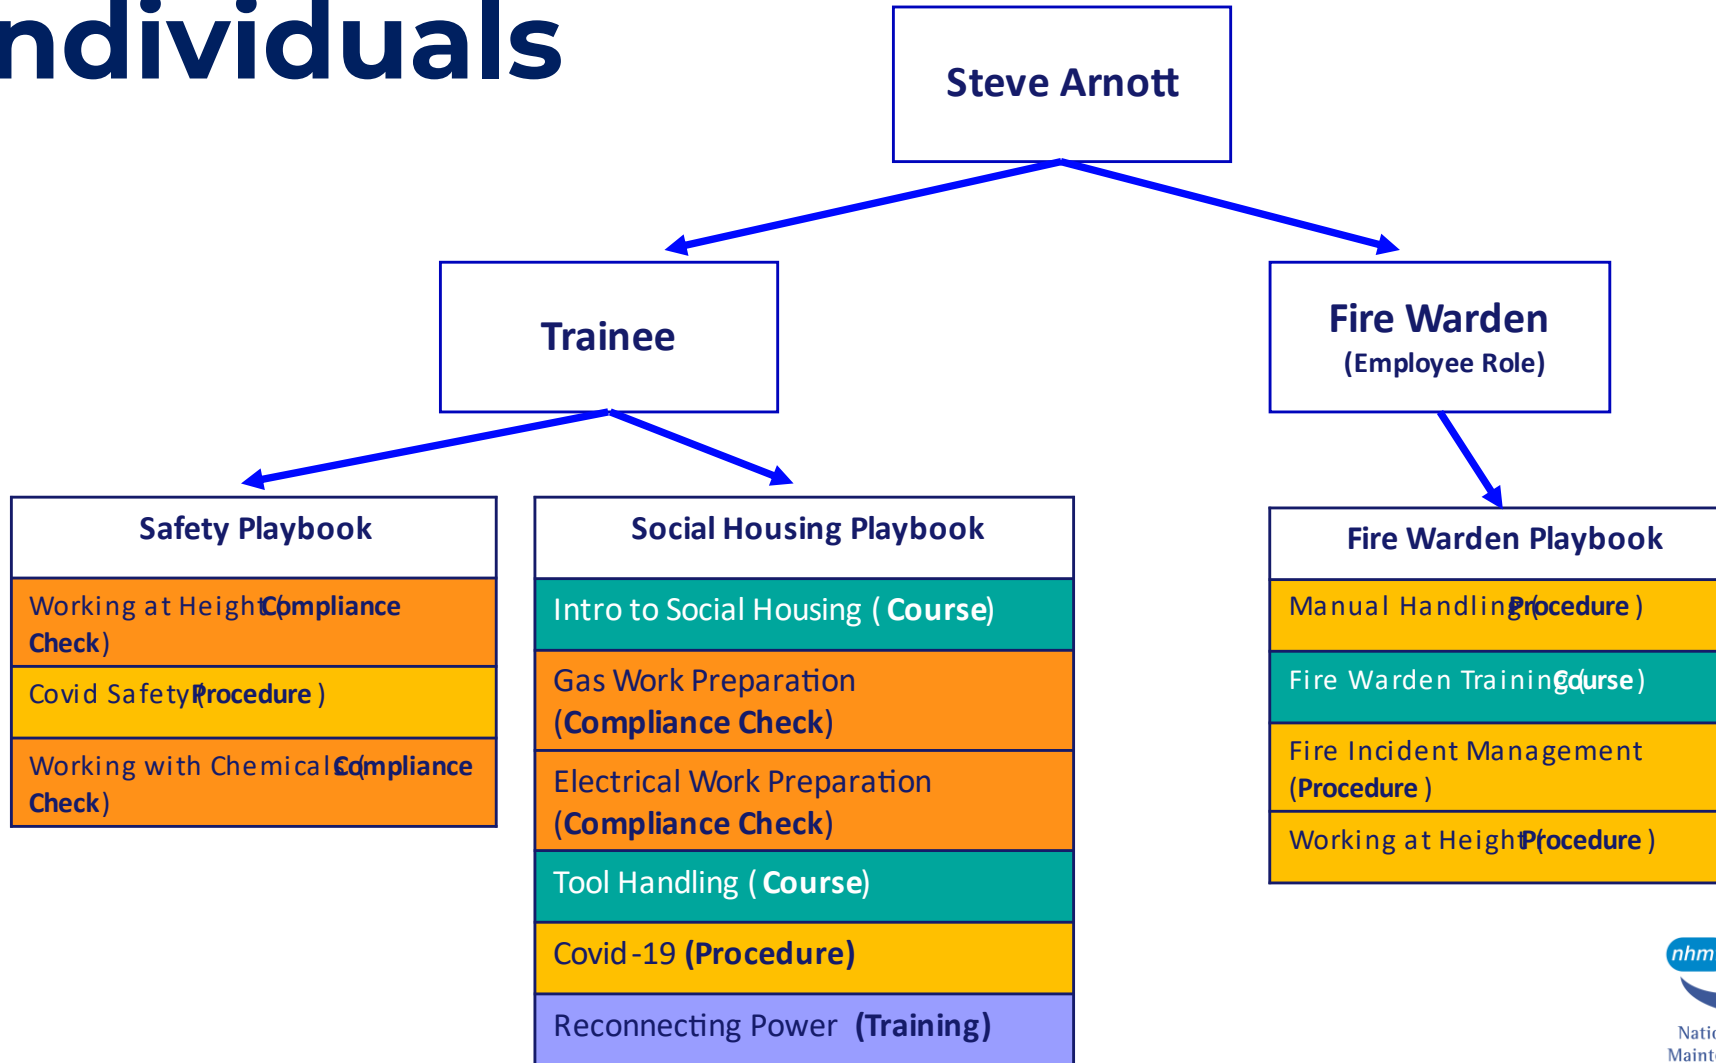 ndividuals
Steve Arnott
Trainee
Fire Warden
(Employee Role)
Safety Playbook
Working at Height (Compliance
Check)
Covid Safety (Procedure )
Working with Chemicals (Compliance
Check)
Social Housing Playbook
Intro to Social Housing ( Course)
Gas Work Preparation
(Compliance Check)
Electrical Work Preparation
(Compliance Check)
Tool Handling ( Course)
Covid-19 (Procedure)
Reconnecting Power (Training)
Fire Warden Playbook
Manual Handling (Procedure )
Fire Warden Training (Course)
Fire Incident Management
(Procedure )
Working at Height (Procedure )
nhm
Natio
Mainte